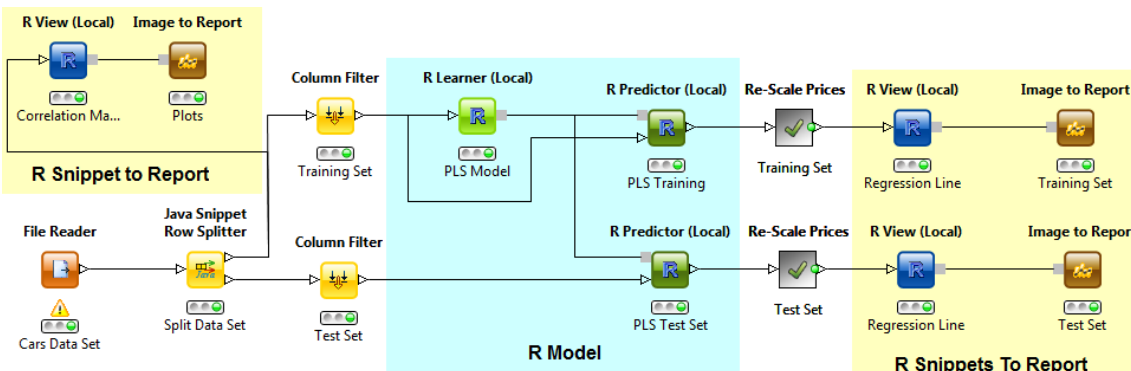 R View (Local) Image to Report
Correlation Ma... Plots
R Snippet to Report
Column Filter
Training Set
R Learner (Local)
PLS Model
R Predictor (Local)
PLS Training
Re-Scale Prices
Training Set
R View (Local)
Regression Line
Image to Report
Training Set
File Reader
Cars Data Set
Java Snippet
Row Splitter
Java
Split Data Set
Column Filter
Test Set
R Predictor (Local)
PLS Test Set
Re-Scale Prices
Test Set
R View (Local)
Regression Line
Image to Repor
Test Set
R Model
R Snippets To Report